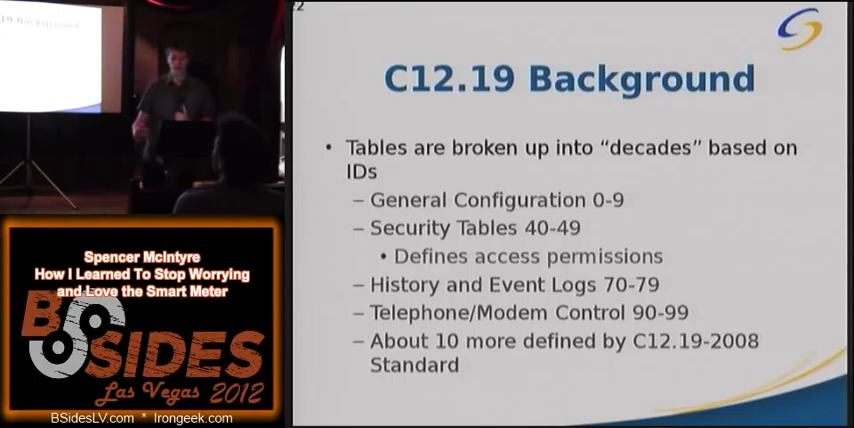 19 Background
22
C12.19 Background
• Tables are broken up into “decades” based on
IDs
– General Configuration 0-9
– Security Tables 40-49
• Defines access permissions
– History and Event Logs 70-79
– Telephone/Modem Control 90-99
– About 10 more defined by C12.19-2008
Standard
Spencer McIntyre
How I Learned To Stop Worrying
and Love the Smart Meter
BSIDES
Las Vegas 2012
BSidesLV.com * Irongeek.com